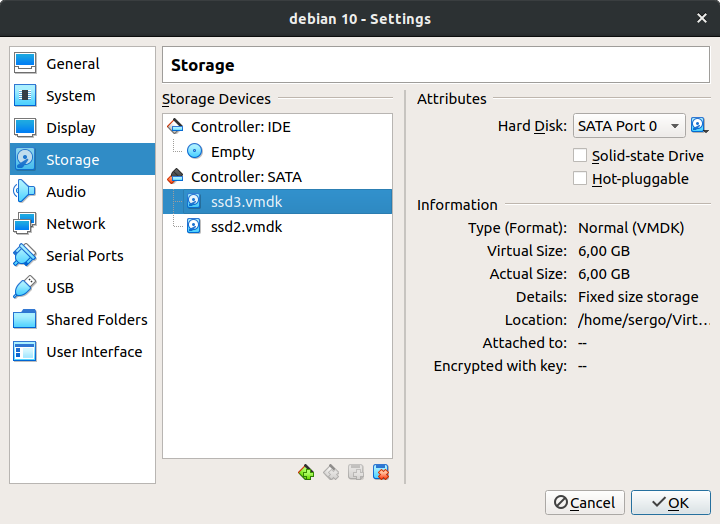 debian 10 - Settings
General
System
Display
Storage
Audio
Network
Serial Ports
USB
Shared Folders
User Interface
Storage
Storage Devices
Controller: IDE
Empty
Controller: SATA
ssd3.vmdk
ssd2.vmdk
Attributes
Hard Disk: SATA Port 0
Solid-state Drive
Hot-pluggable
Information
Type (Format): Normal (VMDK)
Virtual Size: 6,00 GB
Actual Size: 6,00 GB
Details: Fixed size storage
Location: /home/sergo/Virt...
Attached to: --
Encrypted with key: --
Cancel
OK